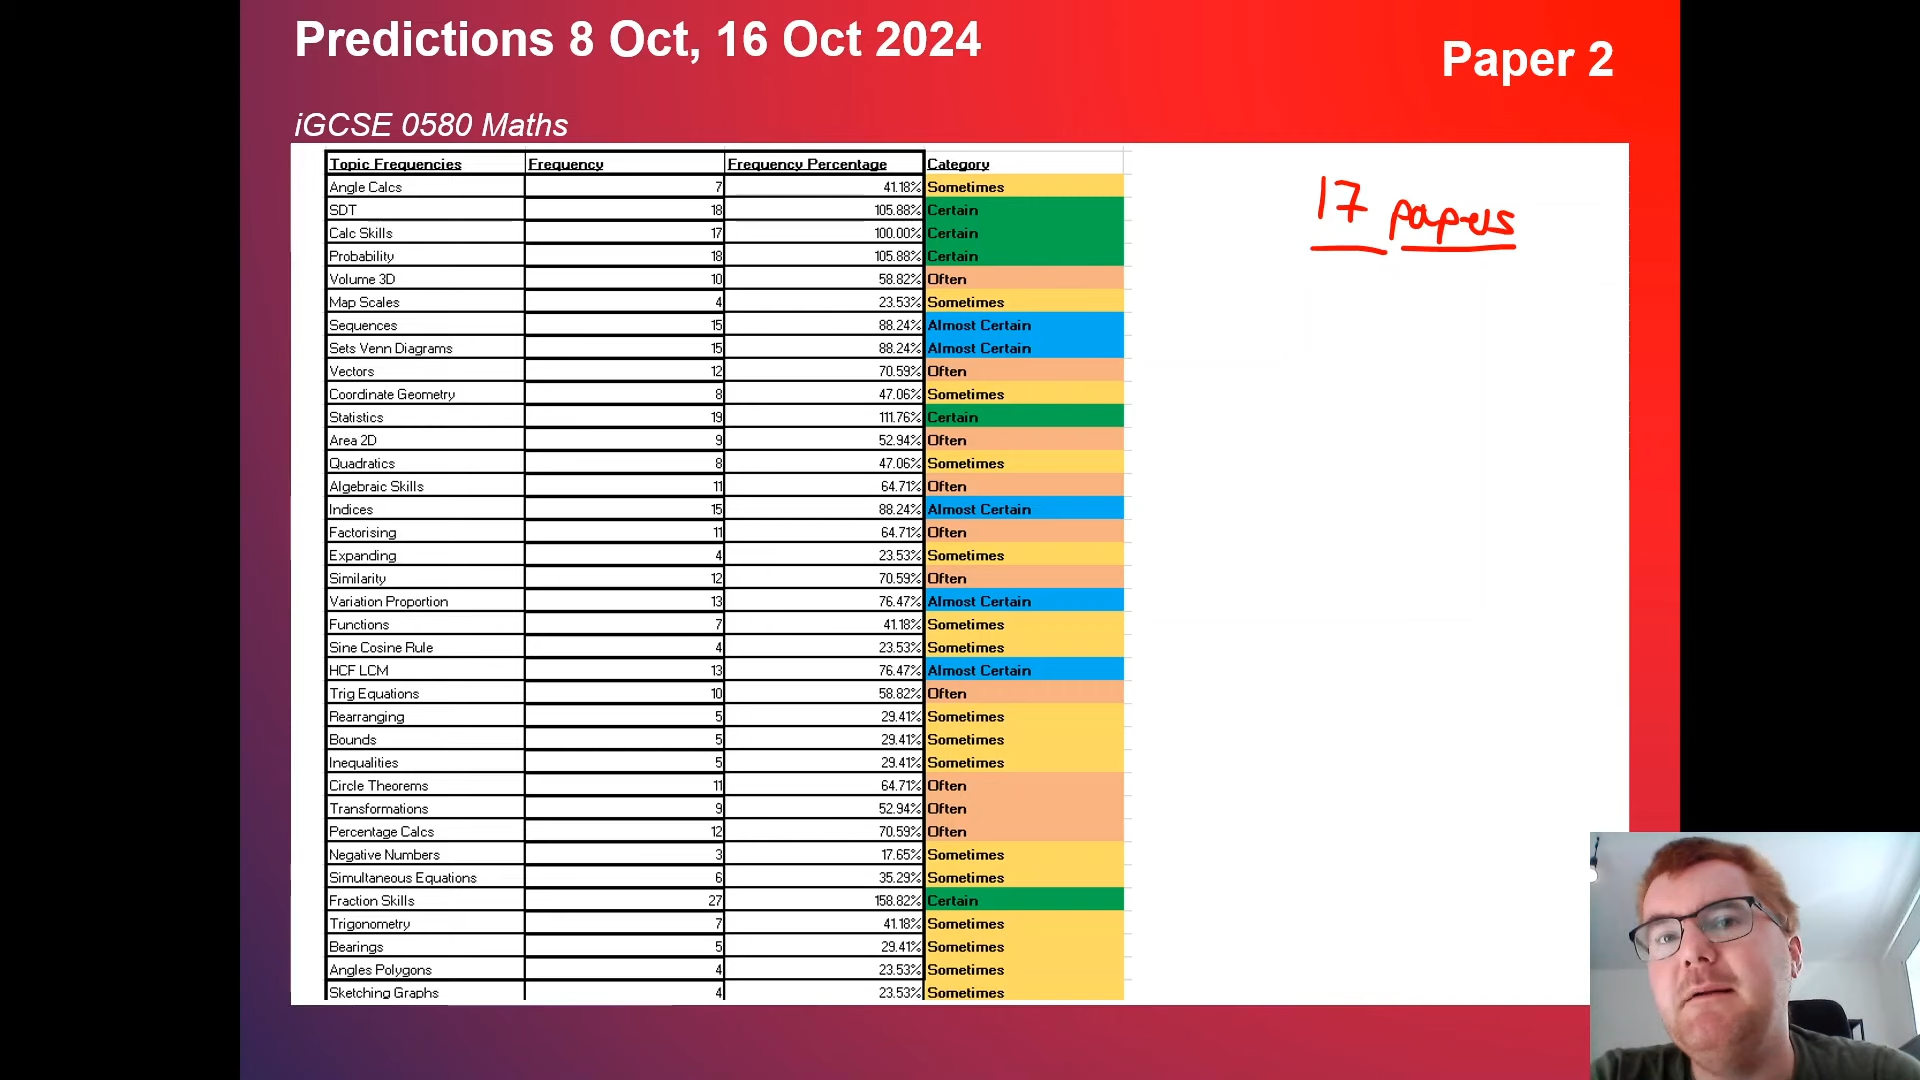 Predictions 8 Oct, 16 Oct 2024
Paper 2
iGCSE 0580 Maths
Topic Frequencies Frequency Frequency Percentage Category
Angle Calcs 7 41.18% Sometimes
SDT 18 105.88% Certain
Calc Skills 17 100.00% Certain
Probability 18 105.88% Certain
Volume 3D 10 58.82% Often
Map Scales 4 23.53% Sometimes
Sequences 15 88.24% Almost Certain
Sets Venn Diagrams 15 88.24% Almost Certain
Vectors 12 70.59% Often
Coordinate Geometry 8 47.06% Sometimes
Statistics 19 111.76% Certain
Area 2D 9 52.94% Often
Quadratics 8 47.06% Sometimes
Algebraic Skills 11 64.71% Often
Indices 15 88.24% Almost Certain
Factorising 11 64.71% Often
Expanding 4 23.53% Sometimes
Similarity 12 70.59% Often
Variation Proportion 13 76.47% Almost Certain
Functions 7 41.18% Sometimes
Sine Cosine Rule 4 23.53% Sometimes
HCF LCM 13 76.47% Almost Certain
Trig Equations 10 58.82% Often
Rearranging 5 29.41% Sometimes
Bounds 5 29.41% Sometimes
Inequalities 5 29.41% Sometimes
Circle Theorems 11 64.71% Often
Transformations 9 52.94% Often
Percentage Calcs 12 70.59% Often
Negative Numbers 3 17.65% Sometimes
Simultaneous Equations 6 35.29% Sometimes
Fraction Skills 27 158.82% Certain
Trigonometry 7 41.18% Sometimes
Bearings 5 29.41% Sometimes
Angles Polygons 4 23.53% Sometimes
Sketching Graphs 4 23.53% Sometimes
17 papers